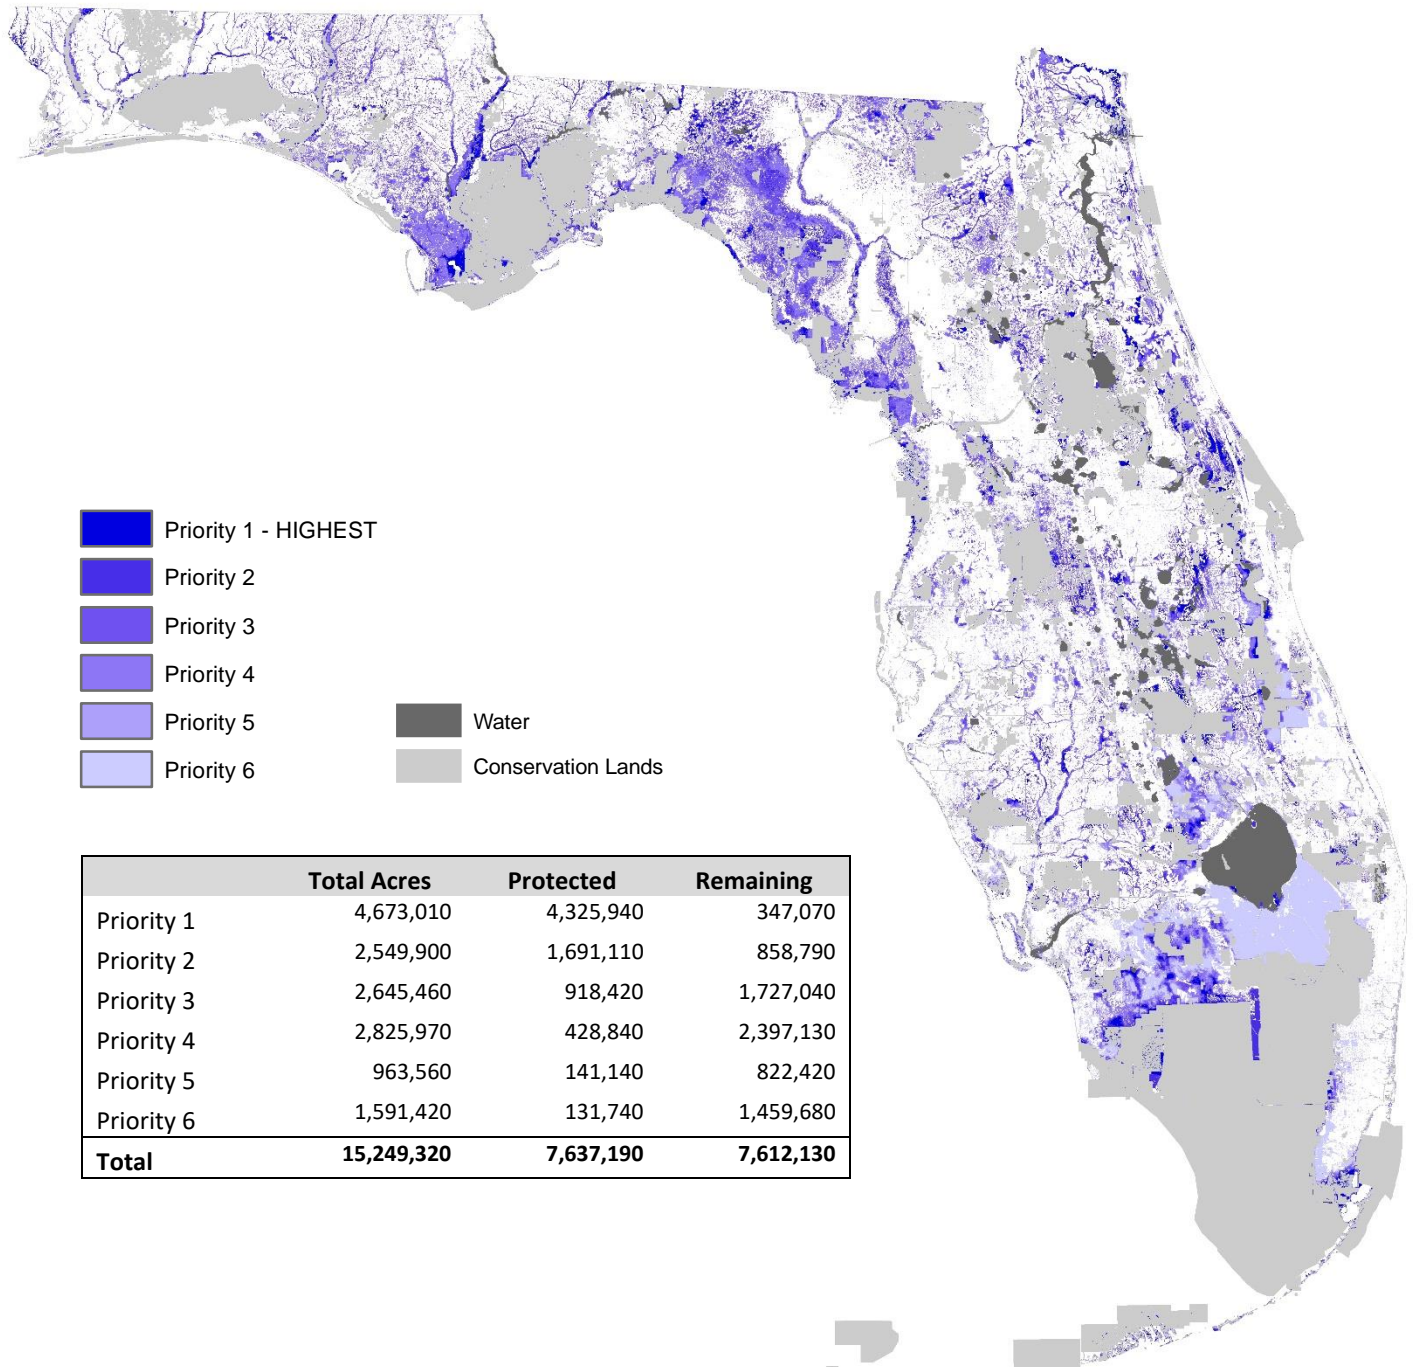 Priority 1 - HIGHEST
Priority 2
Priority 3
Priority 4
Priority 5
Priority 6
Water
Conservation Lands
Total Acres Protected Remaining
Priority 1 4,673,010 4,325,940 347,070
Priority 2 2,549,900 1,691,110 858,790
Priority 3 2,645,460 918,420 1,727,040
Priority 4 2,825,970 428,840 2,397,130
Priority 5 963,560 141,140 822,420
Priority 6 1,591,420 131,740 1,459,680
Total 15,249,320 7,637,190 7,612,130